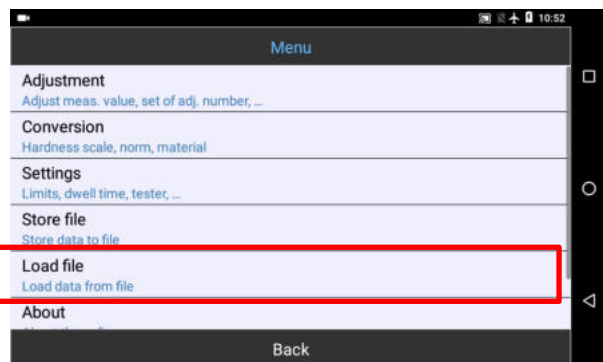 10:52
Menu
Adjustment
Adjust meas. value, set of adj. number, ...
Conversion
Hardness scale, norm, material
Settings
Limits, dwell time, tester, ...
Store file
Store data to file
Load file
Load data from file
About
Back